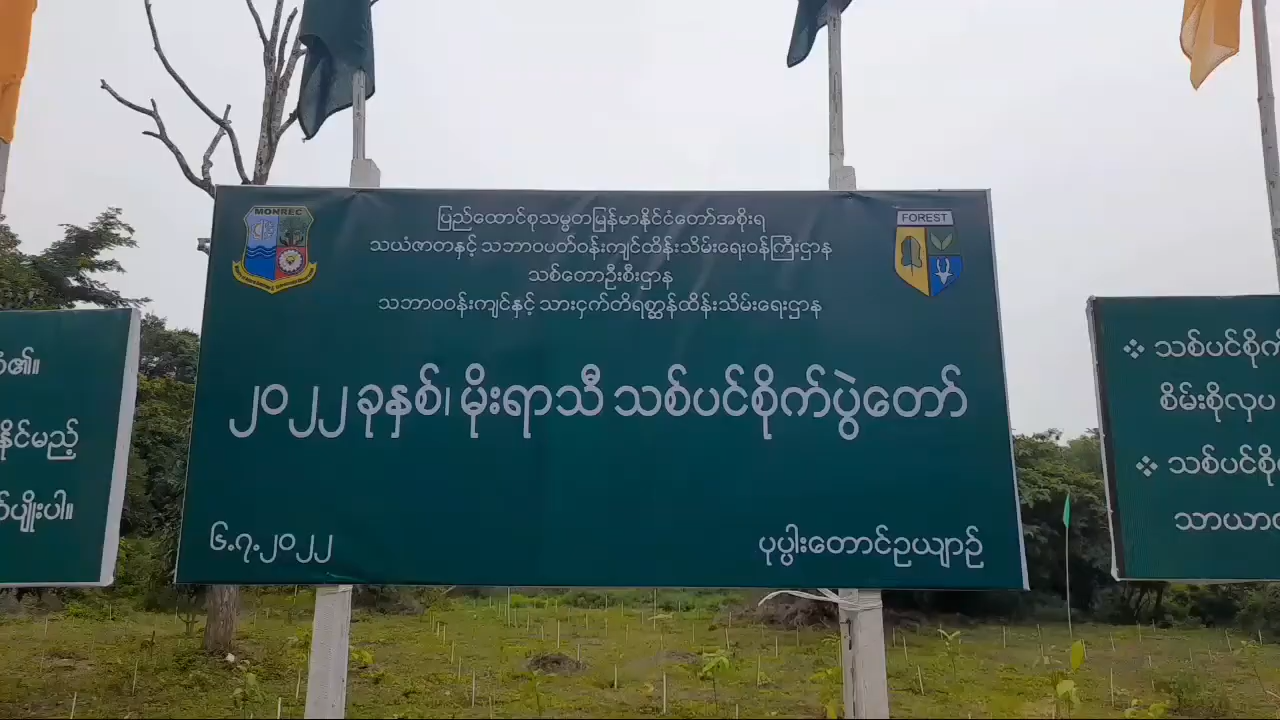 MONREC
FOREST
ပြည်ထောင်စုသမ္မတမြန်မာနိုင်ငံတော်အစိုးရ
သယံဇာတနှင့် သဘာဝပတ်ဝန်းကျင်ထိန်းသိမ်းရေးဝန်ကြီးဌာန
သစ်တောဦးစီးဌာန
သဘာဝဝန်းကျင်နှင့် သားငှက်တိရစ္ဆာန်ထိန်းသိမ်းရေးဌာန
၂၀၂၂ ခုနှစ်၊ မိုးရာသီ သစ်ပင်စိုက်ပွဲတော်
၆.၇.၂၀၂၂
ပုပ္ပါးတောင်ဥယျာဉ်
နိုင်မည့်
ပျိုးပါ။
❖ သစ်ပင်စိုက်
စိမ်းစိုလှပ
❖ သစ်ပင်စို
သာယာ